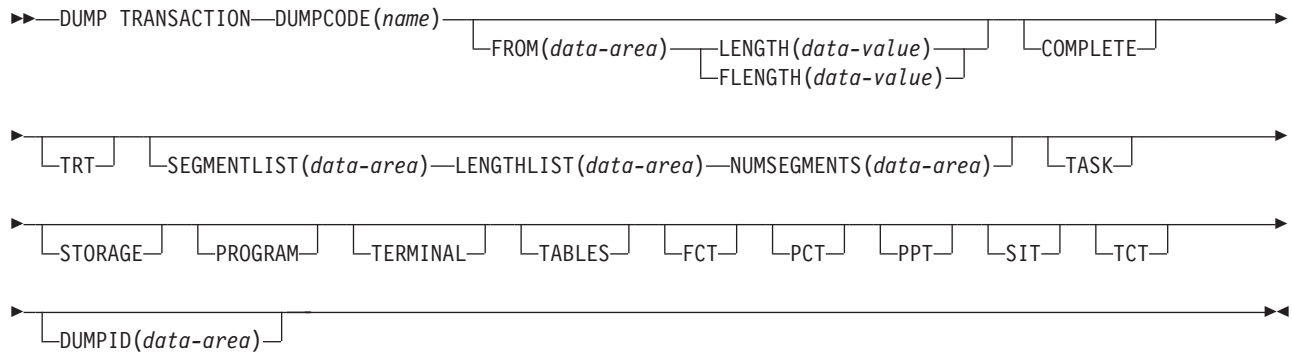 DUMP TRANSACTION DUMPCODE(name)
FROM(data-area) LENGTH(data-value) COMPLETE
FLENGTH(data-value)
TRT SEGMENTLIST(data-area) LENGTHLIST(data-area) NUMSEGMENTS(data-area) TASK
STORAGE PROGRAM TERMINAL TABLES FCT PCT PPT SIT TCT
DUMPID(data-area)